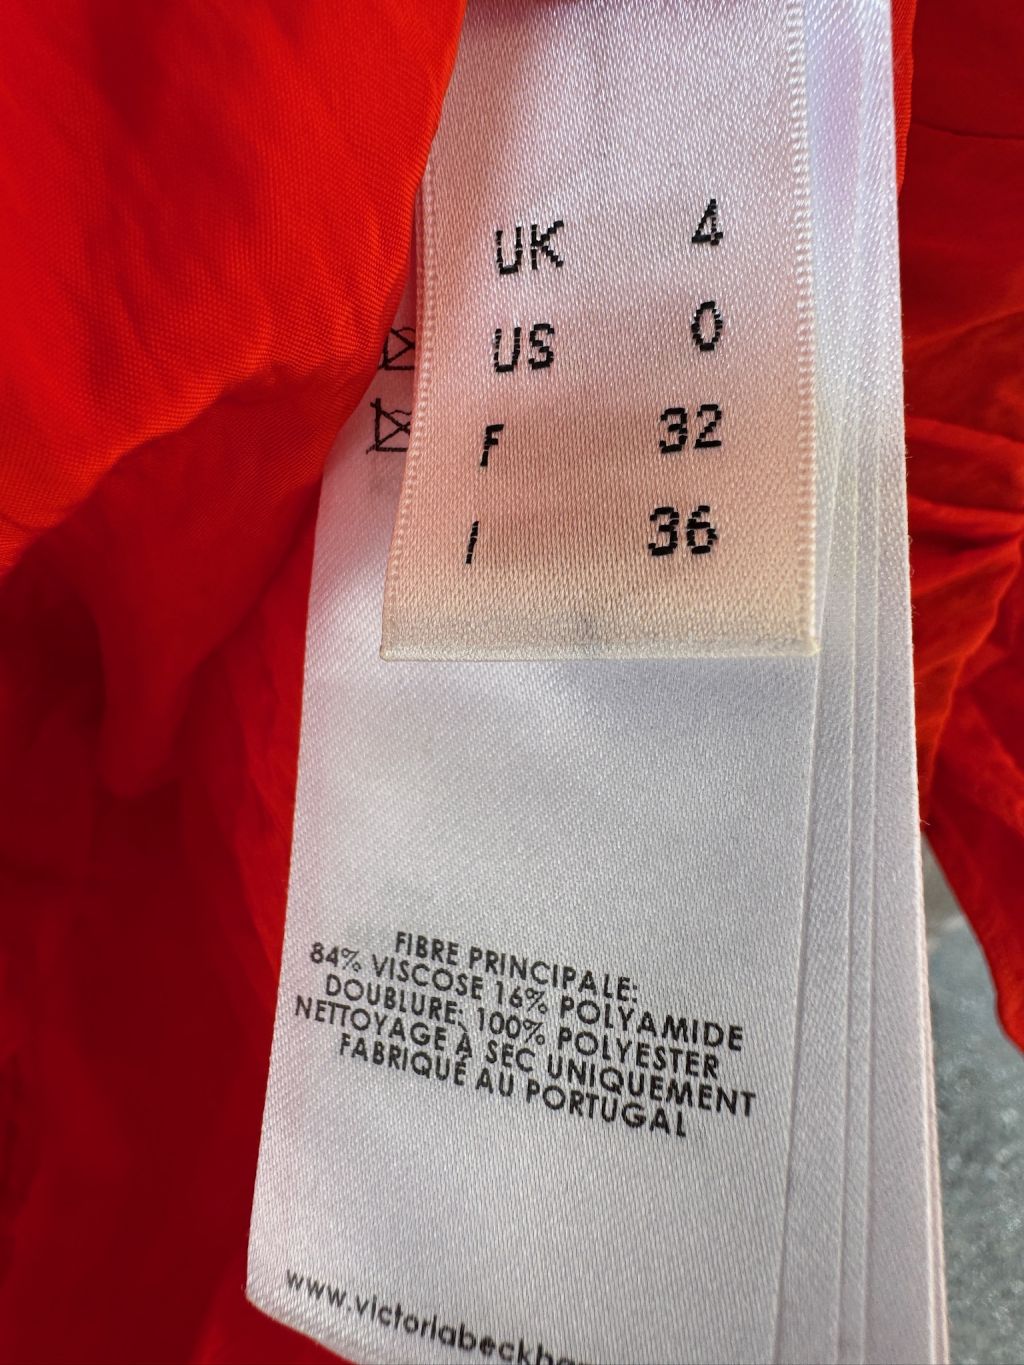 UK 4
US 0
F 32
I 36
FIBRE PRINCIPALE:
84% VISCOSE 16% POLYAMIDE
DOUBLURE: 100% POLYESTER
NETTOYAGE À SEC UNIQUEMENT
FABRIQUÉ AU PORTUGAL
www.victoriabeckha